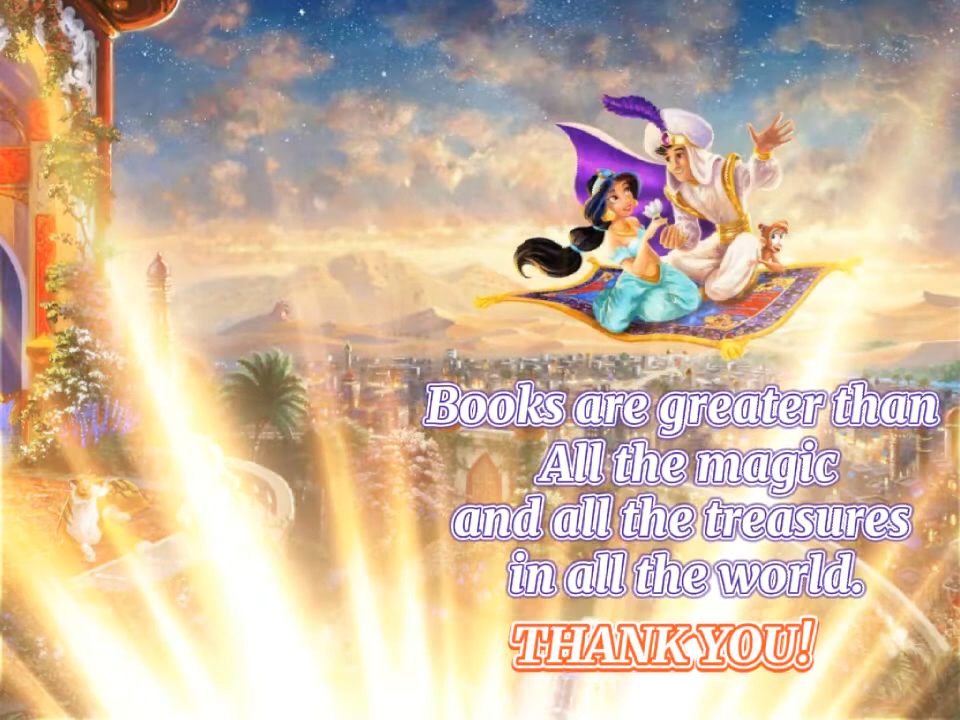 Books are greater than
All the magic
and all the treasures
in all the world.
THANK YOU!